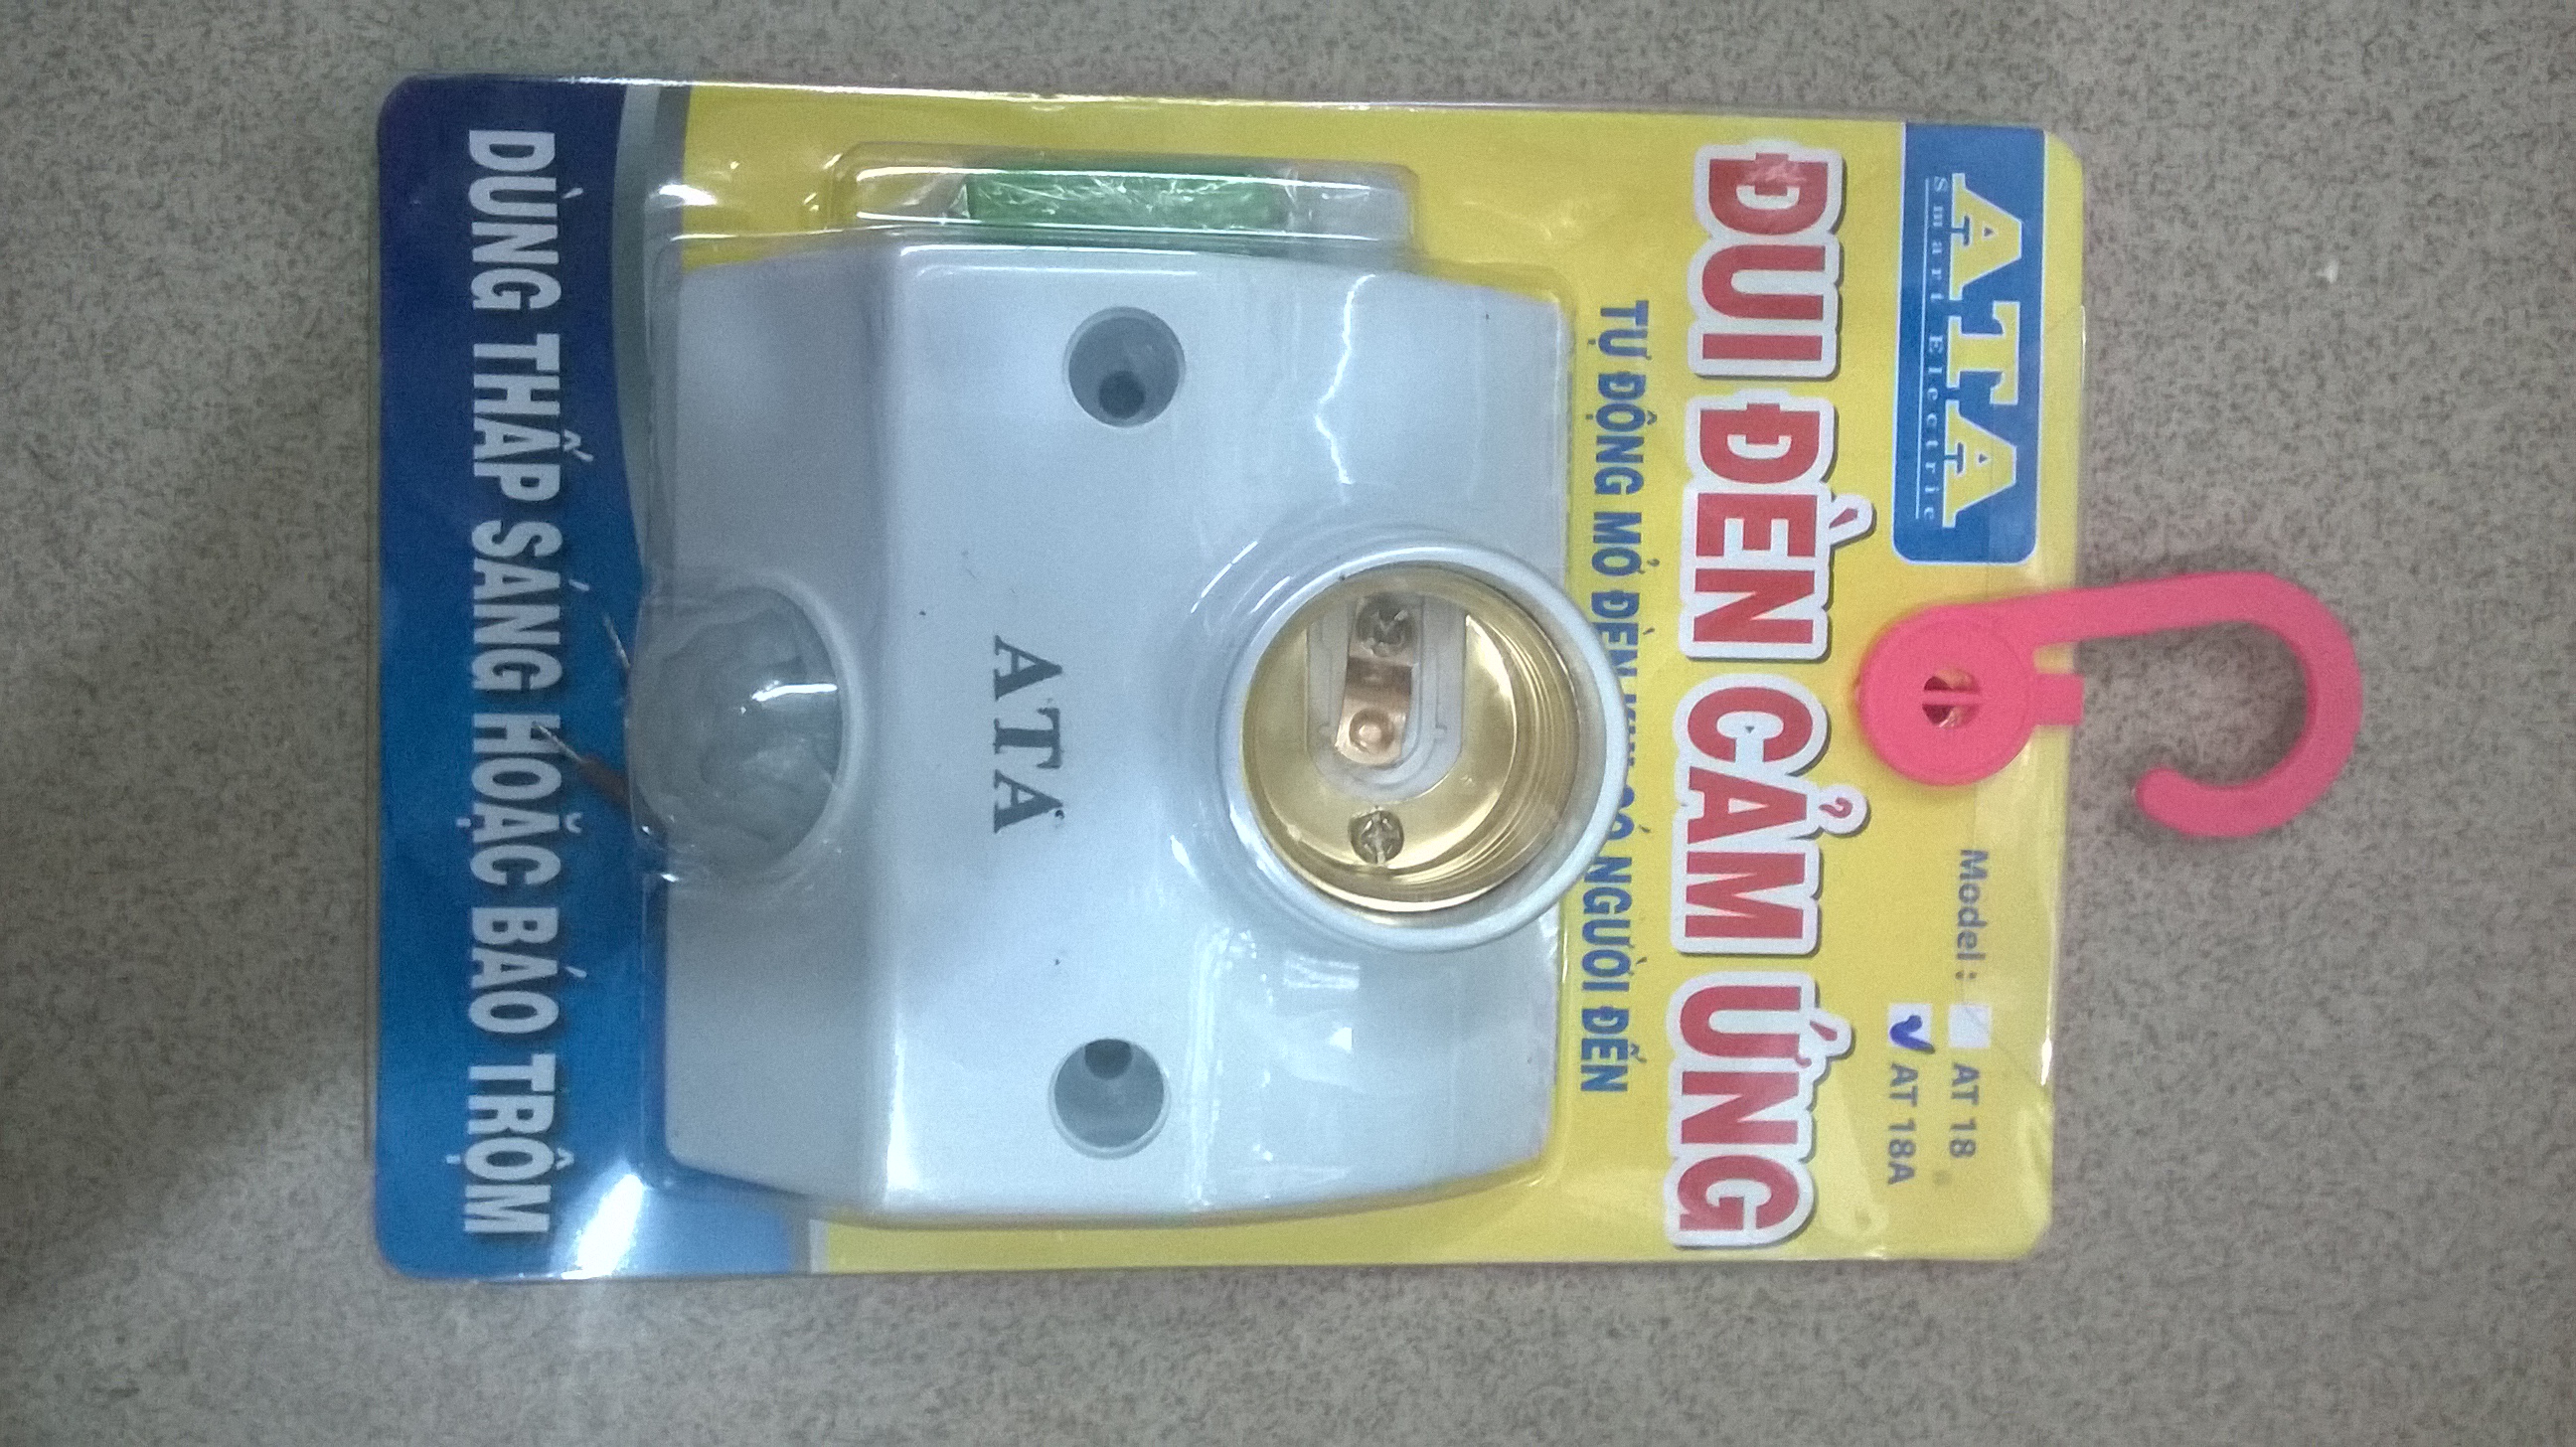 ATA
Smart Electric
Model :
AT 18
AT 18A
ĐUI ĐÈN CẢM ỨNG
TỰ ĐỘNG MỞ ĐÈN KHI CÓ NGƯỜI ĐẾN
ATA
DÙNG THẮP SÁNG HOẶC BÁO TRỘM